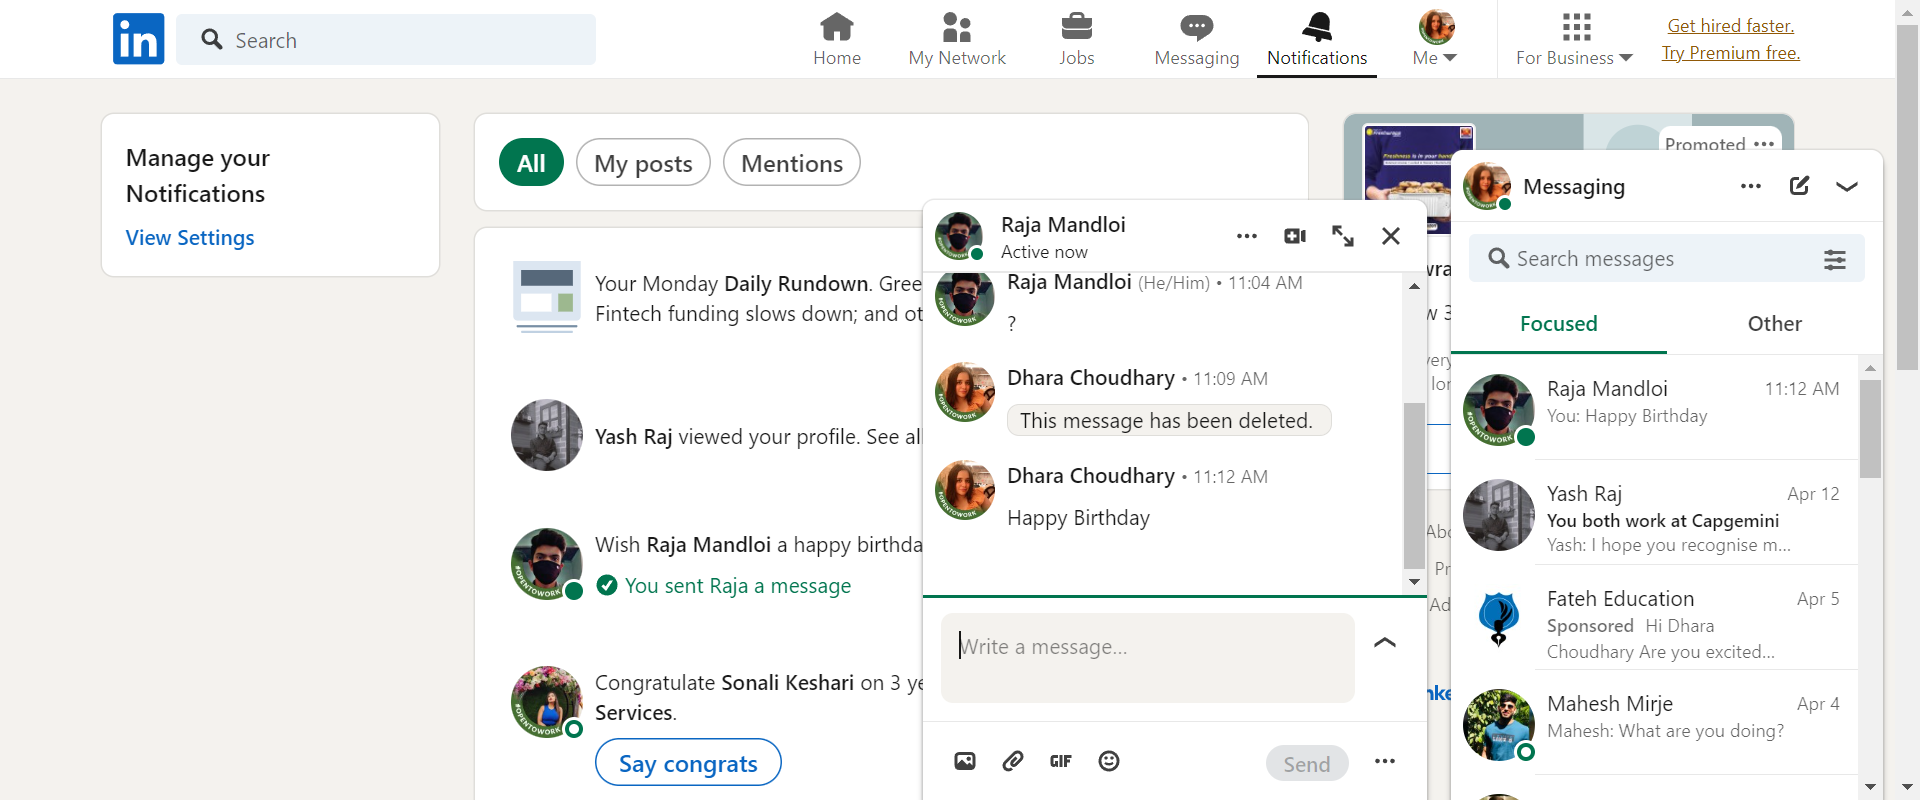 in
Search
Home
My Network
Jobs
Messaging
Notifications
Me
For Business
Get hired faster.
Try Premium free.
Manage your
Notifications
View Settings
All
My posts
Mentions
Your Monday Daily Rundown. Gree
Fintech funding slows down; and ot
Yash Raj viewed your profile. See al
Wish Raja Mandloi a happy birthda
You sent Raja a message
Congratulate Sonali Keshari on 3 ye
Services.
Say congrats
Raja Mandloi
Active now
Raja Mandloi (He/Him) • 11:04 AM
?
Dhara Choudhary • 11:09 AM
This message has been deleted.
Dhara Choudhary • 11:12 AM
Happy Birthday
Write a message...
GIF
Send
Promoted
Freshness is in your hand
Messaging
Search messages
Focused
Other
Raja Mandloi 11:12 AM
You: Happy Birthday
Yash Raj Apr 12
You both work at Capgemini
Yash: I hope you recognise m...
Fateh Education Apr 5
Sponsored Hi Dhara
Choudhary Are you excited...
Mahesh Mirje Apr 4
Mahesh: What are you doing?
#OPENTOWORK